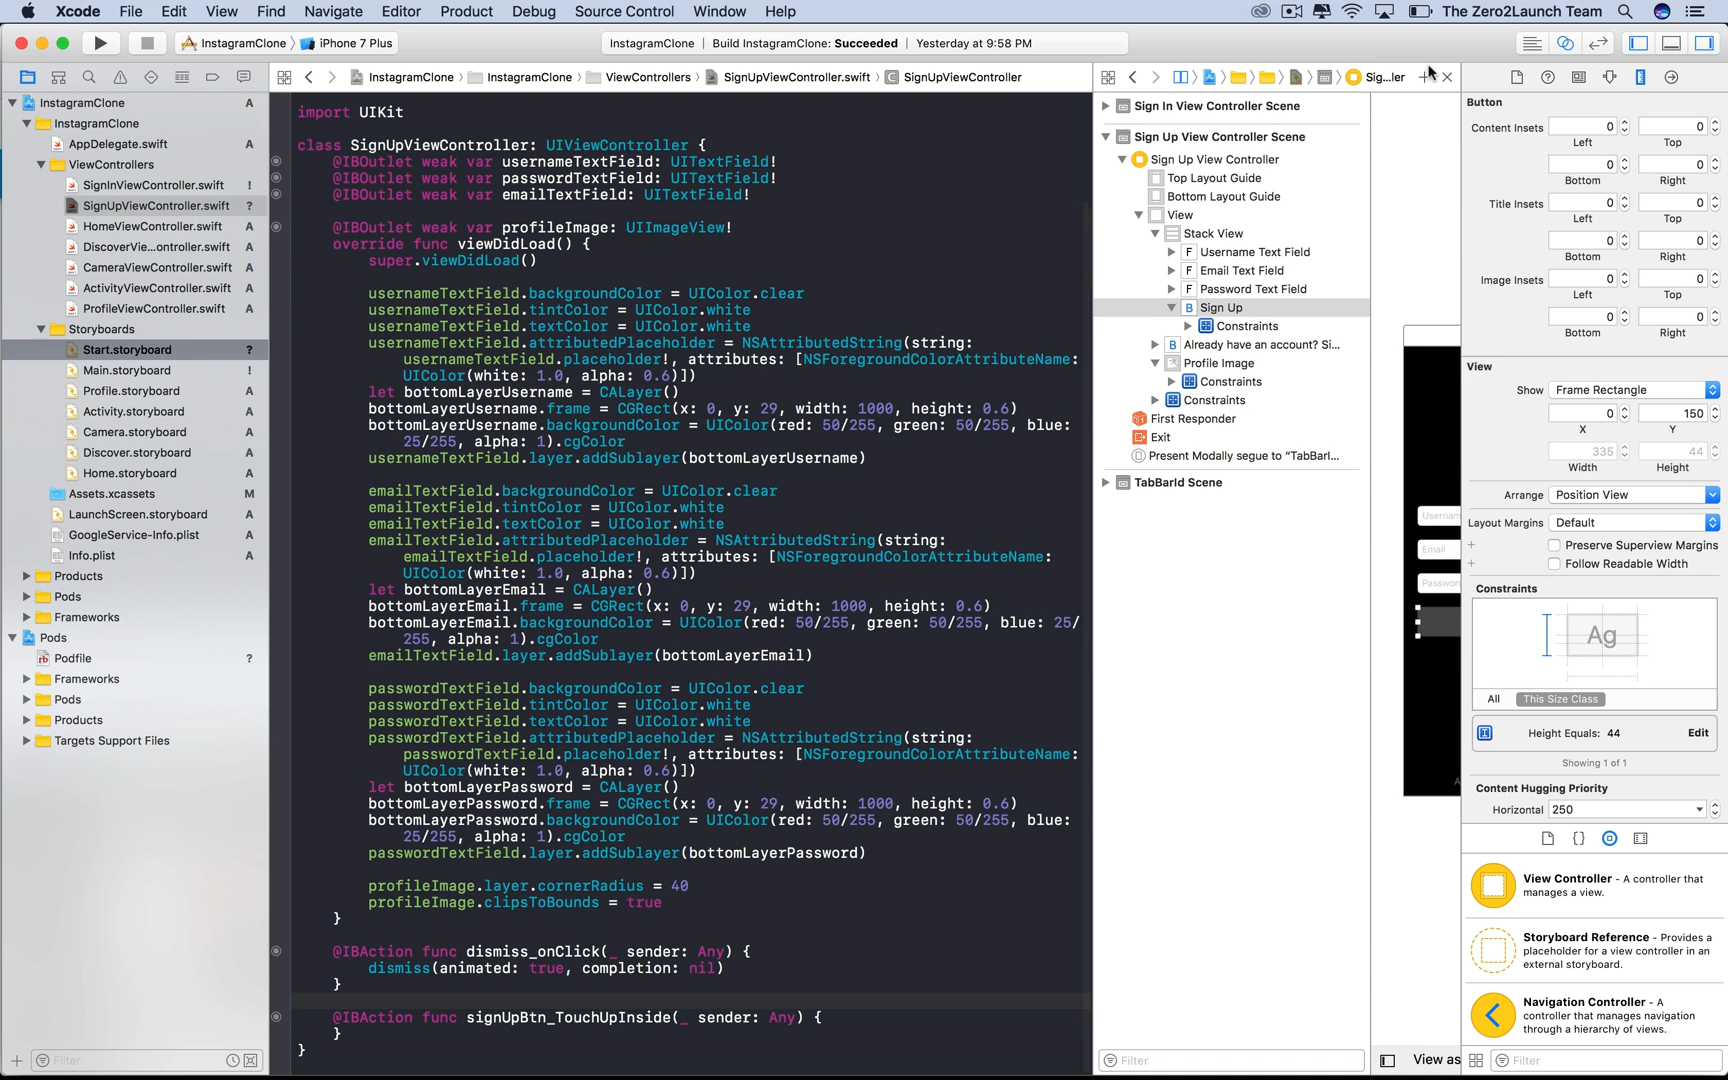 Xcode File Edit View Find Navigate Editor Product Debug Source Control Window Help The Zero2Launch Team
InstagramClone iPhone 7 Plus
InstagramClone | Build InstagramClone: Succeeded | Yesterday at 9:58 PM
InstagramClone A
InstagramClone
AppDelegate.swift A
ViewControllers
SignInViewController.swift !
SignUpViewController.swift ?
HomeViewController.swift A
DiscoverVie...ontroller.swift A
CameraViewController.swift A
ActivityViewController.swift A
ProfileViewController.swift A
Storyboards
Start.storyboard ?
Main.storyboard !
Profile.storyboard A
Activity.storyboard A
Camera.storyboard A
Discover.storyboard A
Home.storyboard A
Assets.xcassets M
LaunchScreen.storyboard A
GoogleService-Info.plist A
Info.plist A
Products
Pods
Frameworks
Pods
Podfile ?
Frameworks
Pods
Products
Targets Support Files
Filter
InstagramClone InstagramClone ViewControllers SignUpViewController.swift C SignUpViewController
import UIKit
class SignUpViewController: UIViewController {
@IBOutlet weak var usernameTextField: UITextField!
@IBOutlet weak var passwordTextField: UITextField!
@IBOutlet weak var emailTextField: UITextField!
@IBOutlet weak var profileImage: UIImageView!
override func viewDidLoad() {
super.viewDidLoad()
usernameTextField.backgroundColor = UIColor.clear
usernameTextField.tintColor = UIColor.white
usernameTextField.textColor = UIColor.white
usernameTextField.attributedPlaceholder = NSAttributedString(string:
usernameTextField.placeholder!, attributes: [NSForegroundColorAttributeName:
UIColor(white: 1.0, alpha: 0.6)])
let bottomLayerUsername = CALayer()
bottomLayerUsername.frame = CGRect(x: 0, y: 29, width: 1000, height: 0.6)
bottomLayerUsername.backgroundColor = UIColor(red: 50/255, green: 50/255, blue:
25/255, alpha: 1).cgColor
usernameTextField.layer.addSublayer(bottomLayerUsername)
emailTextField.backgroundColor = UIColor.clear
emailTextField.tintColor = UIColor.white
emailTextField.textColor = UIColor.white
emailTextField.attributedPlaceholder = NSAttributedString(string:
emailTextField.placeholder!, attributes: [NSForegroundColorAttributeName:
UIColor(white: 1.0, alpha: 0.6)])
let bottomLayerEmail = CALayer()
bottomLayerEmail.frame = CGRect(x: 0, y: 29, width: 1000, height: 0.6)
bottomLayerEmail.backgroundColor = UIColor(red: 50/255, green: 50/255, blue: 25/
255, alpha: 1).cgColor
emailTextField.layer.addSublayer(bottomLayerEmail)
passwordTextField.backgroundColor = UIColor.clear
passwordTextField.tintColor = UIColor.white
passwordTextField.textColor = UIColor.white
passwordTextField.attributedPlaceholder = NSAttributedString(string:
passwordTextField.placeholder!, attributes: [NSForegroundColorAttributeName:
UIColor(white: 1.0, alpha: 0.6)])
let bottomLayerPassword = CALayer()
bottomLayerPassword.frame = CGRect(x: 0, y: 29, width: 1000, height: 0.6)
bottomLayerPassword.backgroundColor = UIColor(red: 50/255, green: 50/255, blue:
25/255, alpha: 1).cgColor
passwordTextField.layer.addSublayer(bottomLayerPassword)
profileImage.layer.cornerRadius = 40
profileImage.clipsToBounds = true
}
@IBAction func dismiss_onClick(_ sender: Any) {
dismiss(animated: true, completion: nil)
}
@IBAction func signUpBtn_TouchUpInside(_ sender: Any) {
}
}
Sig...ler
Sign In View Controller Scene
Sign Up View Controller Scene
Sign Up View Controller
Top Layout Guide
Bottom Layout Guide
View
Stack View
F Username Text Field
F Email Text Field
F Password Text Field
B Sign Up
Constraints
B Already have an account? Si...
Profile Image
Constraints
Constraints
First Responder
Exit
Present Modally segue to "TabBarI...
TabBarId Scene
Filter
Email
View as
Button
Content Insets 0 0
Left Top
0 0
Bottom Right
Title Insets 0 0
Left Top
0 0
Bottom Right
Image Insets 0 0
Left Top
0 0
Bottom Right
View
Show Frame Rectangle
0 150
X Y
335 44
Width Height
Arrange Position View
Layout Margins Default
Preserve Superview Margins
Follow Readable Width
Constraints
Ag
All This Size Class
Height Equals: 44 Edit
Showing 1 of 1
Content Hugging Priority
Horizontal 250
View Controller - A controller that
manages a view.
Storyboard Reference - Provides a
placeholder for a view controller in an
external storyboard.
Navigation Controller - A
controller that manages navigation
through a hierarchy of views.
Filter